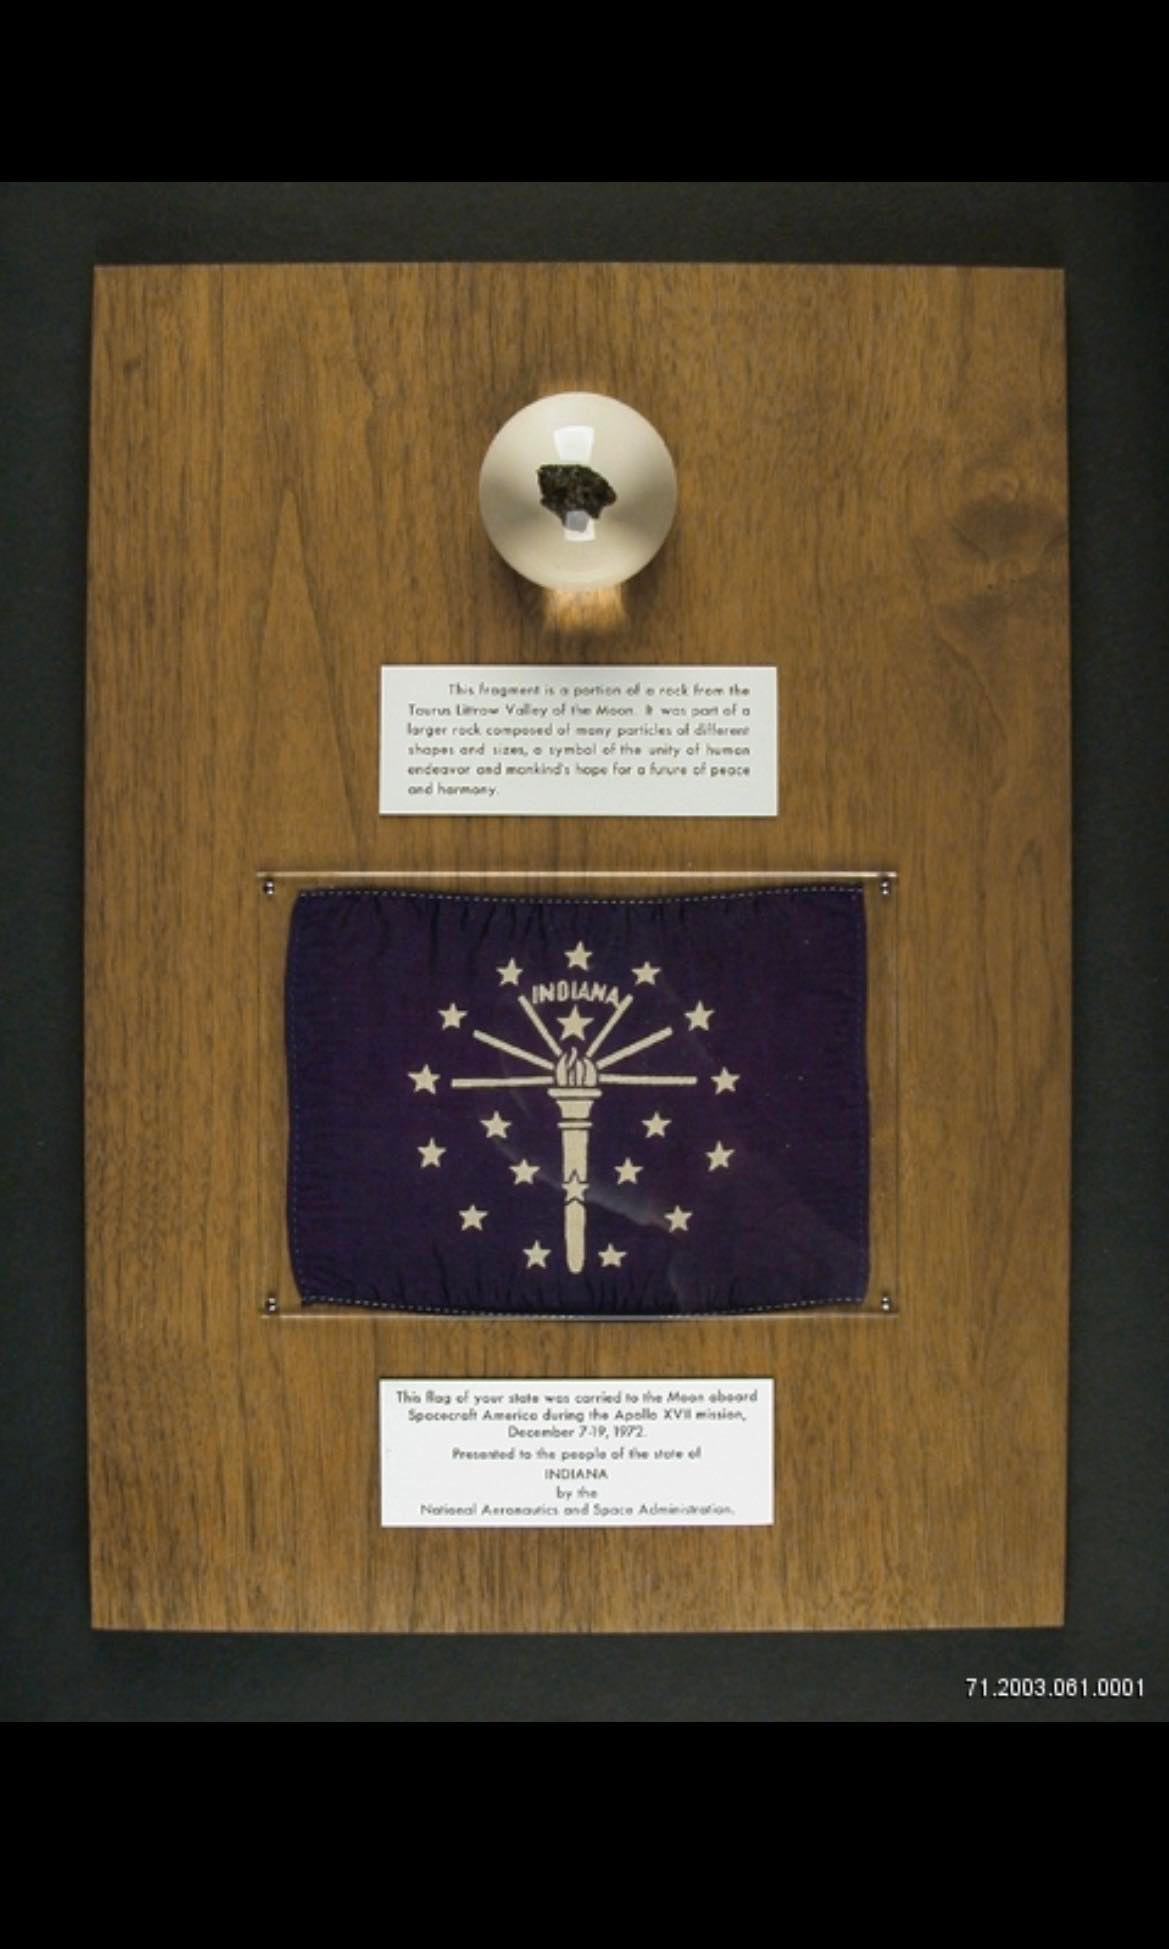 This fragment is a portion of a rock from the
Taurus Littrow Valley of the Moon. It was part of a
larger rock composed of many particles of different
shapes and sizes, a symbol of the unity of human
endeavor and mankind's hope for a future of peace
and harmony.
INDIANA
This flag of your state was carried to the Moon aboard
Spacecraft America during the Apollo XVII mission,
December 7-19, 1972.
Presented to the people of the state of
INDIANA
by the
National Aeronautics and Space Administration.
71.2003.061.0001